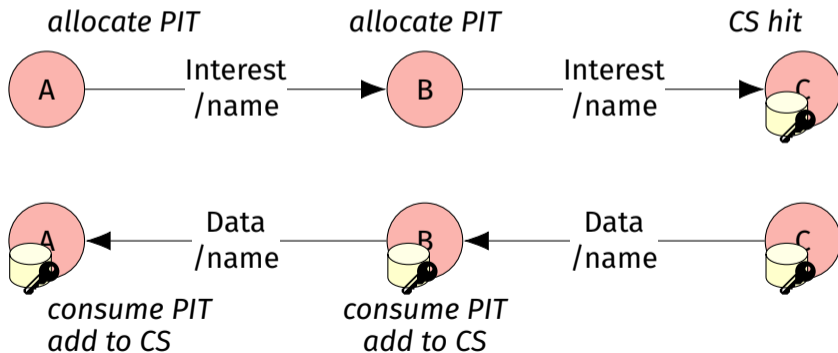 allocate PIT
allocate PIT
CS hit
A
Interest
/name
B
Interest
/name
C
A
Data
/name
B
Data
/name
C
consume PIT
add to CS
consume PIT
add to CS